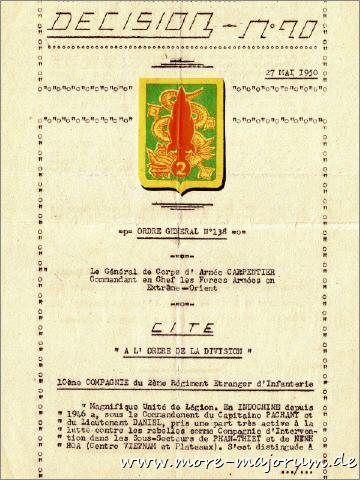 DECISION - N°40
27 MAI 1950
2
=p= ORDRE GENERAL N°138 =o=
Le Général de Corps d' Armée CARPENTIER
Commandant en Chef les Forces Armées en
Extrême-Orient
CITE
" A L' ORDRE DE LA DIVISION "
10ème COMPAGNIE du 2ème Régiment Etranger d'Infanterie
" Magnifique Unité de Légion. En INDOCHINE depuis
1946 a, sous le Commandement du Capitaine PACHANY et
du Lieutenant DANIEL, pris une part très active à la
lutte contre les rebelles comme Compagnie d'Interven-
tion dans les Sous-Secteurs de PHAN-THIET et de NINH
HOA (Centre VIETNAM et Plateaux). S'est distinguée à
.../...
www.more-majorum.de